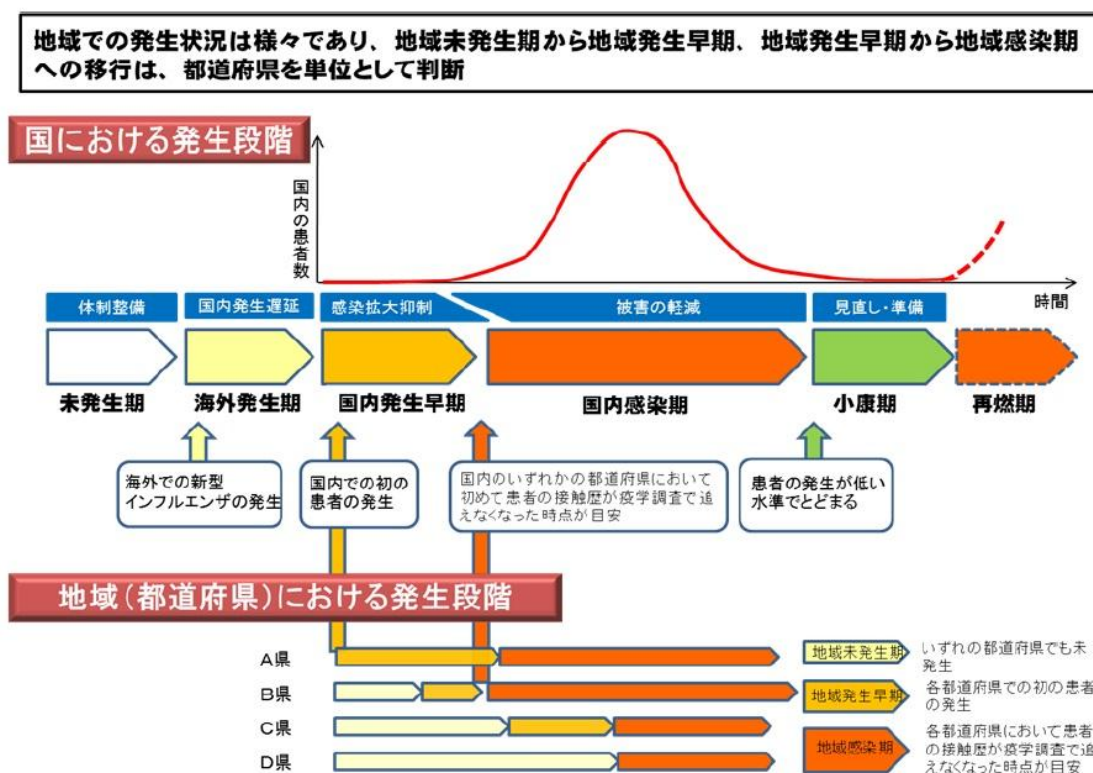 地域での発生状況は様々であり、地域未発生期から地域発生早期、地域発生早期から地域感染期
への移行は、都道府県を単位として判断
国における発生段階
国内の患者数
時間
体制整備
国内発生遅延
感染拡大抑制
被害の軽減
見直し・準備
未発生期
海外発生期
国内発生早期
国内感染期
小康期
再燃期
海外での新型
インフルエンザの発生
国内での初の
患者の発生
国内のいずれかの都道府県において
初めて患者の接触歴が疫学調査で追
えなくなった時点が目安
患者の発生が低い
水準でとどまる
地域(都道府県)における発生段階
A県
B県
C県
D県
地域未発生期
いずれの都道府県でも未
発生
地域発生早期
各都道府県での初の患者
の発生
地域感染期
各都道府県において患者
の接触歴が疫学調査で追
えなくなった時点が目安